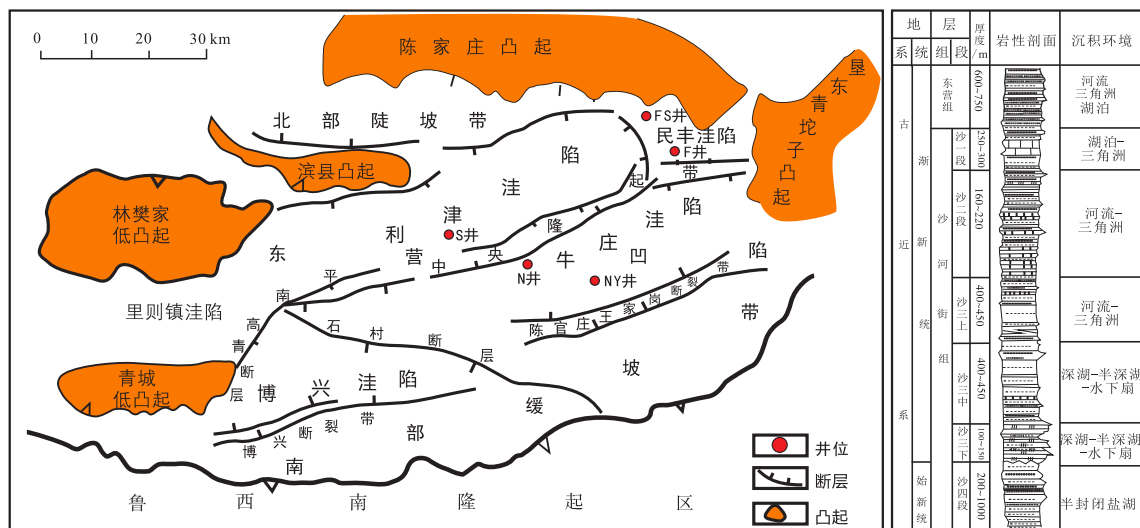 0 10 20 30 km
陈家庄凸起
垦东青坨子凸起
北部陡坡带
FS井
民丰洼陷
F井
滨县凸起
林樊家
低凸起
利津洼陷
S井
东营凹陷
中央隆起带
牛庄洼陷
N井
NY井
里则镇洼陷
高青断层
平南
石村断层
陈官庄王家岗断裂带
青城
低凸起
博兴洼陷
博兴断裂带
南部缓坡带
鲁西南隆起区
井位
断层
凸起
地层
厚度/m
岩性剖面
沉积环境
系
统
组
段
古近系
渐新统
始新统
东营组
沙河街组
600~750
河流
三角洲
湖泊
沙一段
250~300
湖泊-
三角洲
沙二段
160~220
河流-
三角洲
沙三上
400~450
河流-
三角洲
沙三中
400~450
深湖-半深湖
-水下扇
沙三下
100~150
深湖-半深湖
-水下扇
沙四段
200~1000
半封闭盐湖